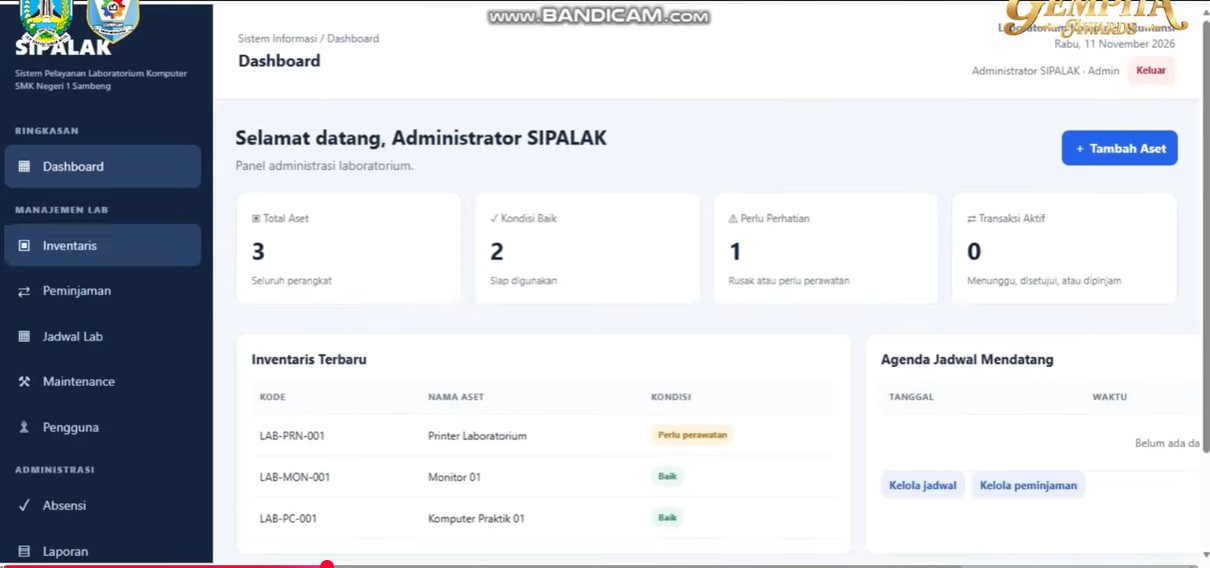 www.BANDICAM.com
GEMPITA
AWARDS
SIPALAK
Sistem Pelayanan Laboratorium Komputer
SMK Negeri 1 Sambeng
RINGKASAN
Dashboard
MANAJEMEN LAB
Inventaris
Peminjaman
Jadwal Lab
Maintenance
Pengguna
ADMINISTRASI
Absensi
Laporan
Sistem Informasi / Dashboard
Dashboard
Rabu, 11 November 2026
Administrator SIPALAK - Admin
Keluar
Selamat datang, Administrator SIPALAK
Panel administrasi laboratorium.
+ Tambah Aset
Total Aset
3
Seluruh perangkat
✓ Kondisi Baik
2
Siap digunakan
⚠ Perlu Perhatian
1
Rusak atau perlu perawatan
⇄ Transaksi Aktif
0
Menunggu, disetujui, atau dipinjam
Inventaris Terbaru
KODE NAMA ASET KONDISI
LAB-PRN-001 Printer Laboratorium Perlu perawatan
LAB-MON-001 Monitor 01 Baik
LAB-PC-001 Komputer Praktik 01 Baik
Agenda Jadwal Mendatang
TANGGAL WAKTU
Belum ada da
Kelola jadwal Kelola peminjaman